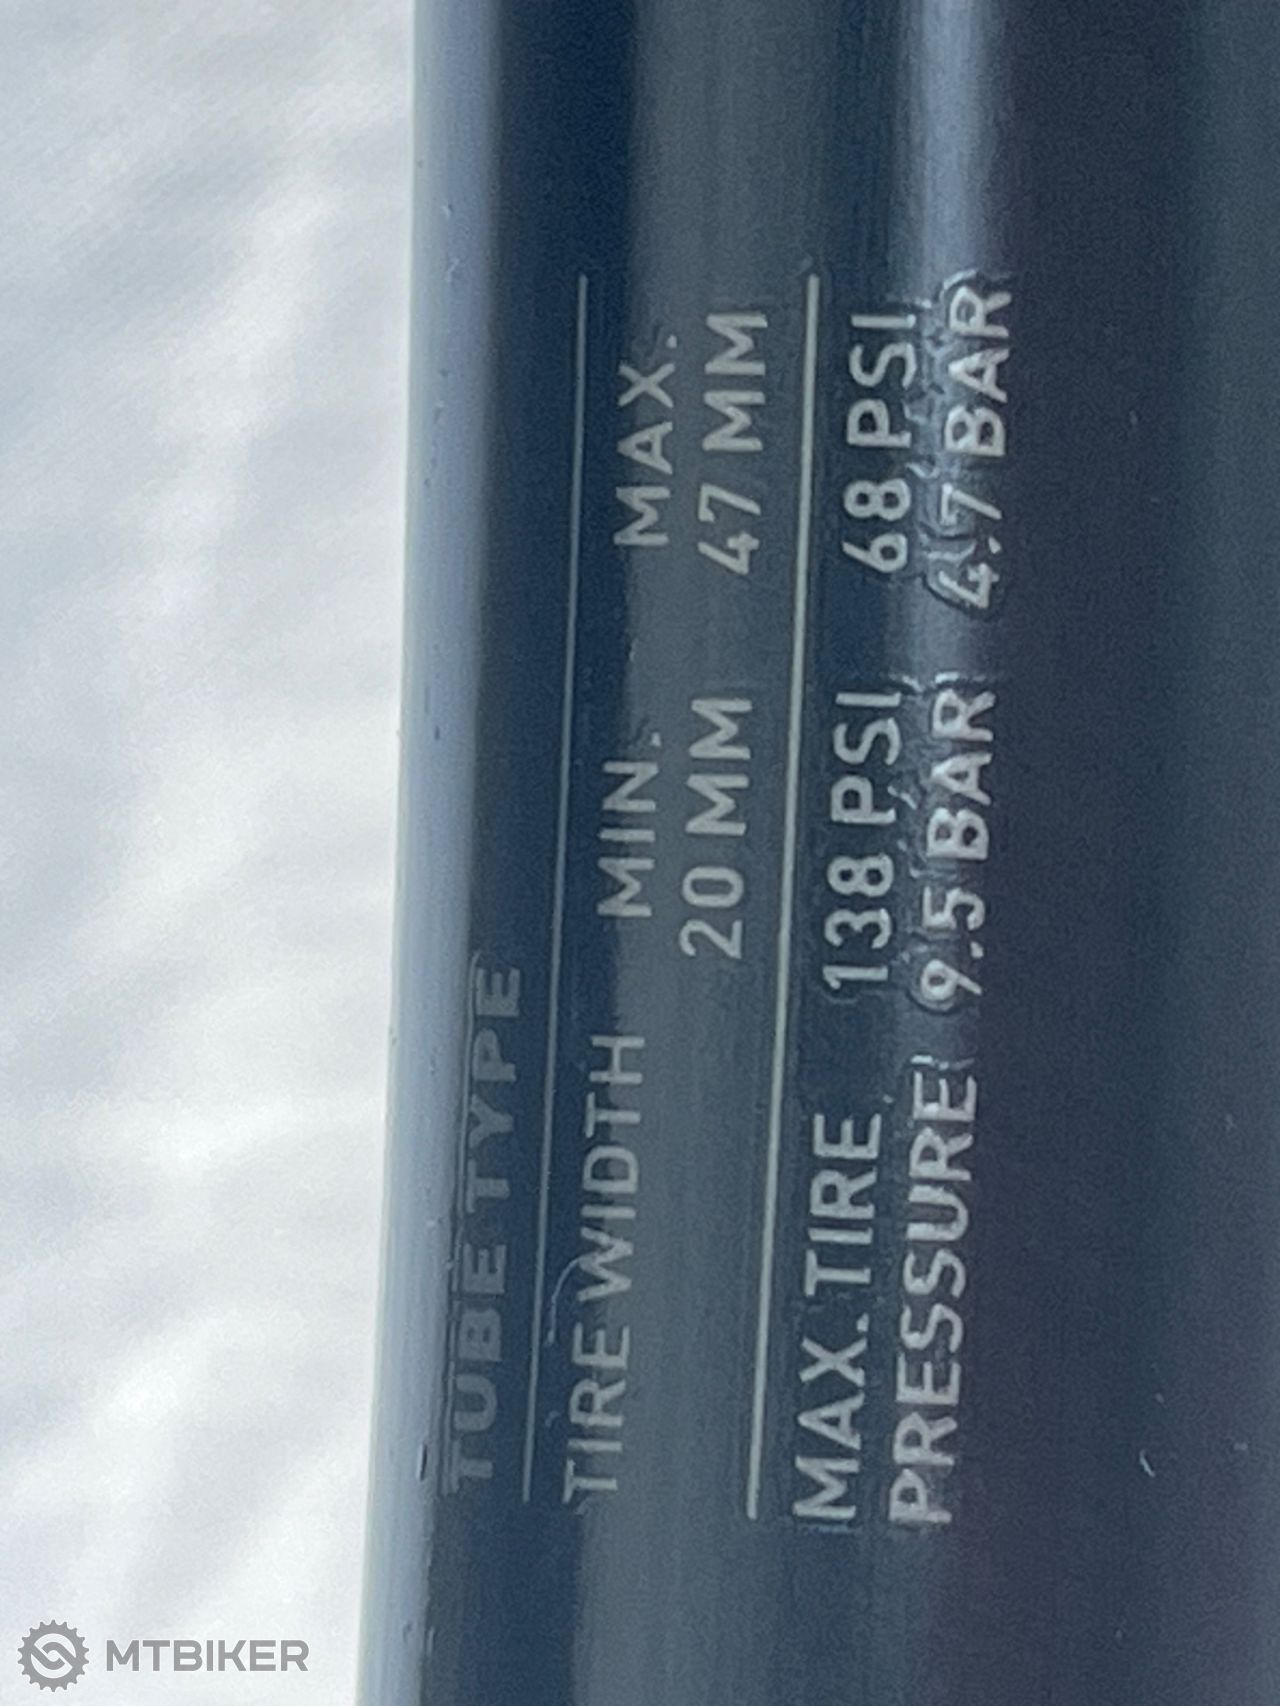 TUBE TYPE
TIRE WIDTH MIN. MAX.
20 MM 47 MM
MAX. TIRE 138 PSI 68 PSI
PRESSURE 9.5 BAR 4.7 BAR
MTBIKER